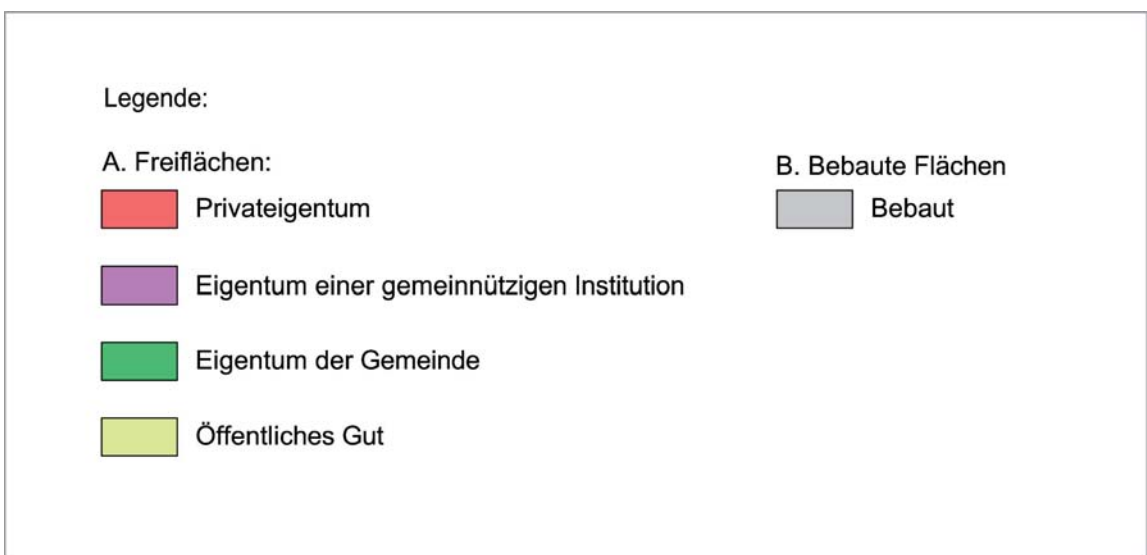 Legende:
A. Freiflächen:
Privateigentum
Eigentum einer gemeinnützigen Institution
Eigentum der Gemeinde
Öffentliches Gut
B. Bebaute Flächen
Bebaut